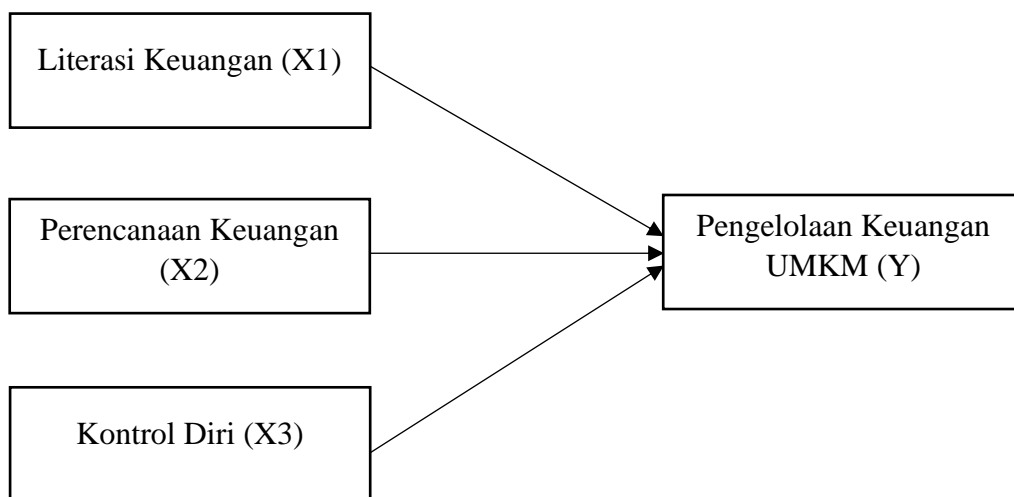 Literasi Keuangan (X1)
Perencanaan Keuangan
(X2)
Kontrol Diri (X3)
Pengelolaan Keuangan
UMKM (Y)